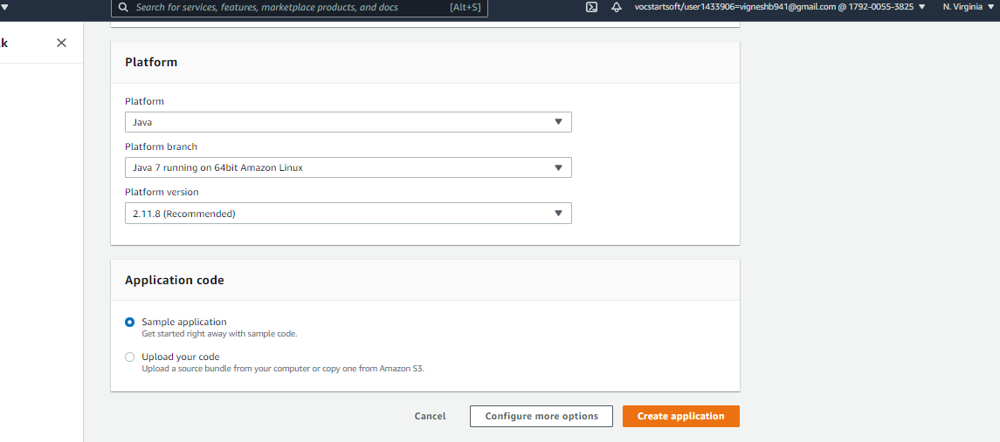 Search for services, features, marketplace products, and docs [Alt+S] vocstartsoft/user1433906=vigneshb941@gmail.com @ 1792-0055-3825 N. Virginia
k
Platform
Platform
Java
Platform branch
Java 7 running on 64bit Amazon Linux
Platform version
2.11.8 (Recommended)
Application code
Sample application
Get started right away with sample code.
Upload your code
Upload a source bundle from your computer or copy one from Amazon S3.
Cancel Configure more options Create application